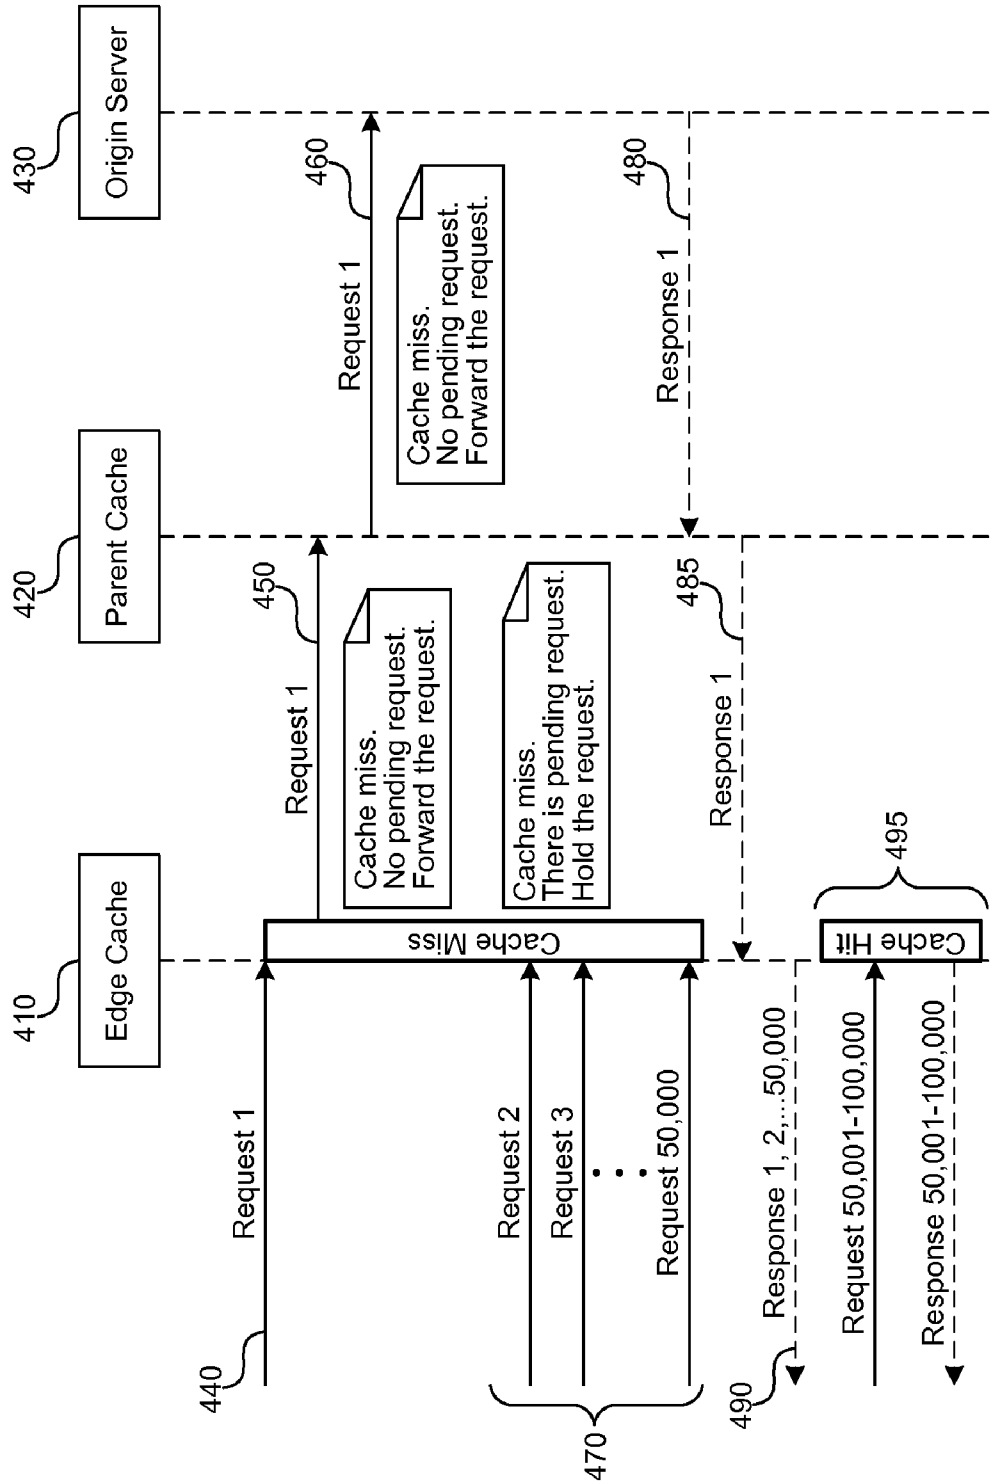 410
Edge Cache
420
Parent Cache
430
Origin Server
440
Request 1
Request 1
450
Request 1
460
Cache miss.
No pending request.
Forward the request.
Cache miss.
No pending request.
Forward the request.
Cache Miss
470
Request 2
Request 3
Request 50,000
Cache miss.
There is pending request.
Hold the request.
Response 1
480
Response 1
485
490
Response 1, 2,...50,000
Request 50,001-100,000
Response 50,001-100,000
Cache Hit
495